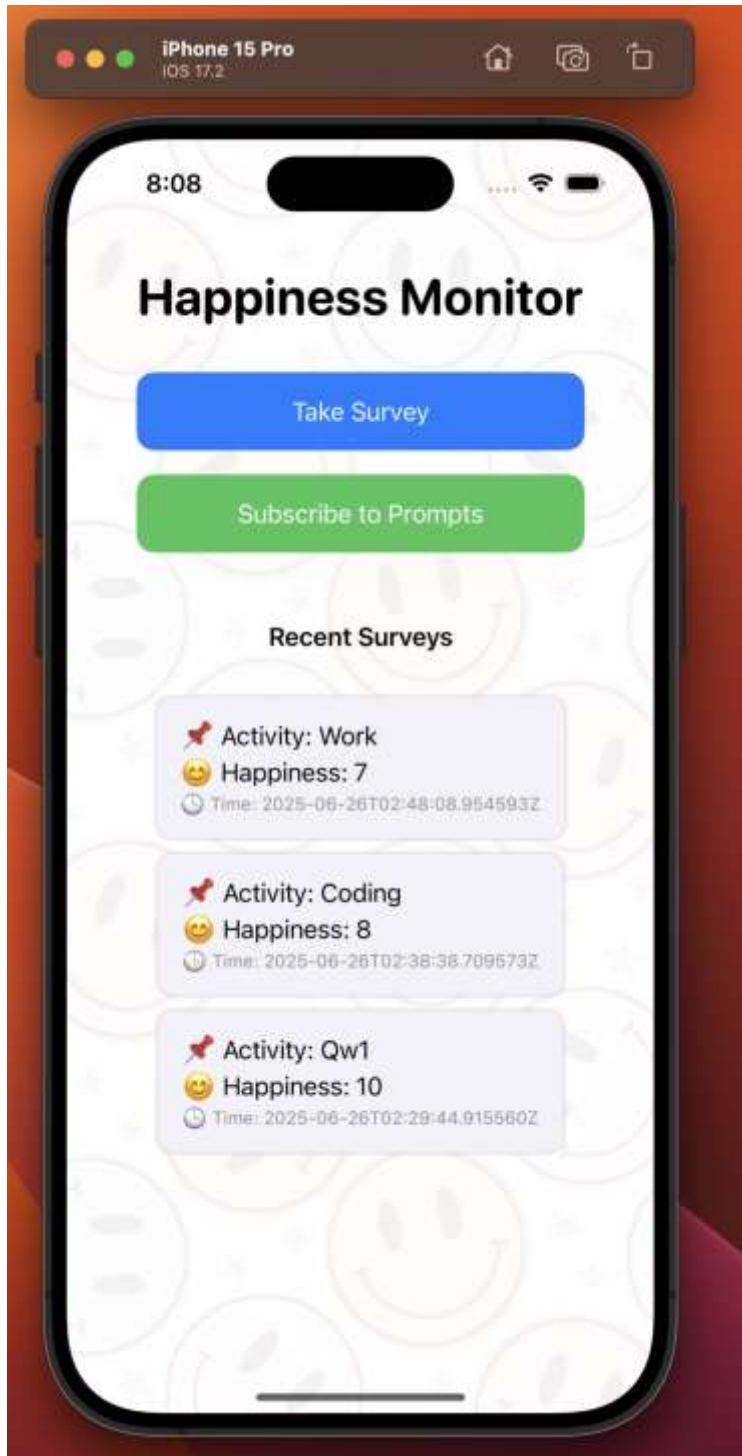 iPhone 15 Pro
iOS 17.2
8:08
Happiness Monitor
Take Survey
Subscribe to Prompts
Recent Surveys
📌 Activity: Work
😊 Happiness: 7
🕒 Time: 2025-06-26T02:48:08.954593Z
📌 Activity: Coding
😊 Happiness: 8
🕒 Time: 2025-06-26T02:38:38.709573Z
📌 Activity: Qw1
😊 Happiness: 10
🕒 Time: 2025-06-26T02:29:44.915560Z